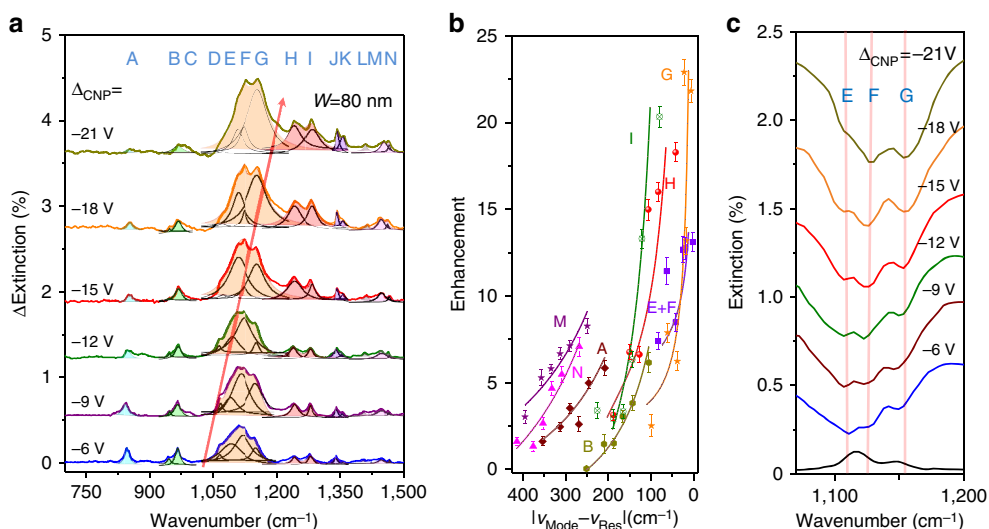 a
A B C D E F G H I J K L M N
Δ_CNP=
W=80 nm
−21 V
−18 V
−15 V
−12 V
−9 V
−6 V
ΔExtinction (%)
4
3
2
1
0
750 900 1,050 1,200 1,350 1,500
Wavenumber (cm⁻¹)
b
Enhancement
25
20
15
10
5
0
G
I
H
E+F
M
A
N
B
400 300 200 100 0
|ν_Mode−ν_Res|(cm⁻¹)
c
Extinction (%)
2.5
2.0
1.5
1.0
0.5
0
Δ_CNP=−21V
E F G
−18 V
−15 V
−12 V
−9 V
−6 V
1,100 1,200
Wavenumber (cm⁻¹)